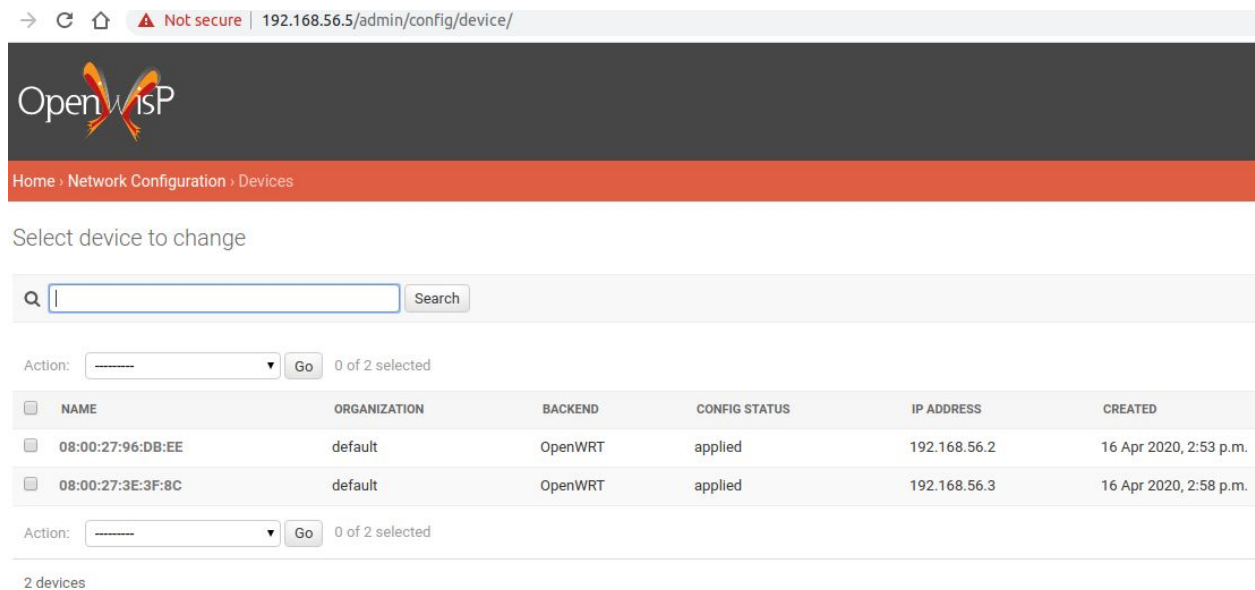 Not secure | 192.168.56.5/admin/config/device/
OpenWISP
Home › Network Configuration › Devices
Select device to change
Search
Action: --------- Go 0 of 2 selected
NAME ORGANIZATION BACKEND CONFIG STATUS IP ADDRESS CREATED
08:00:27:96:DB:EE default OpenWRT applied 192.168.56.2 16 Apr 2020, 2:53 p.m.
08:00:27:3E:3F:8C default OpenWRT applied 192.168.56.3 16 Apr 2020, 2:58 p.m.
Action: --------- Go 0 of 2 selected
2 devices